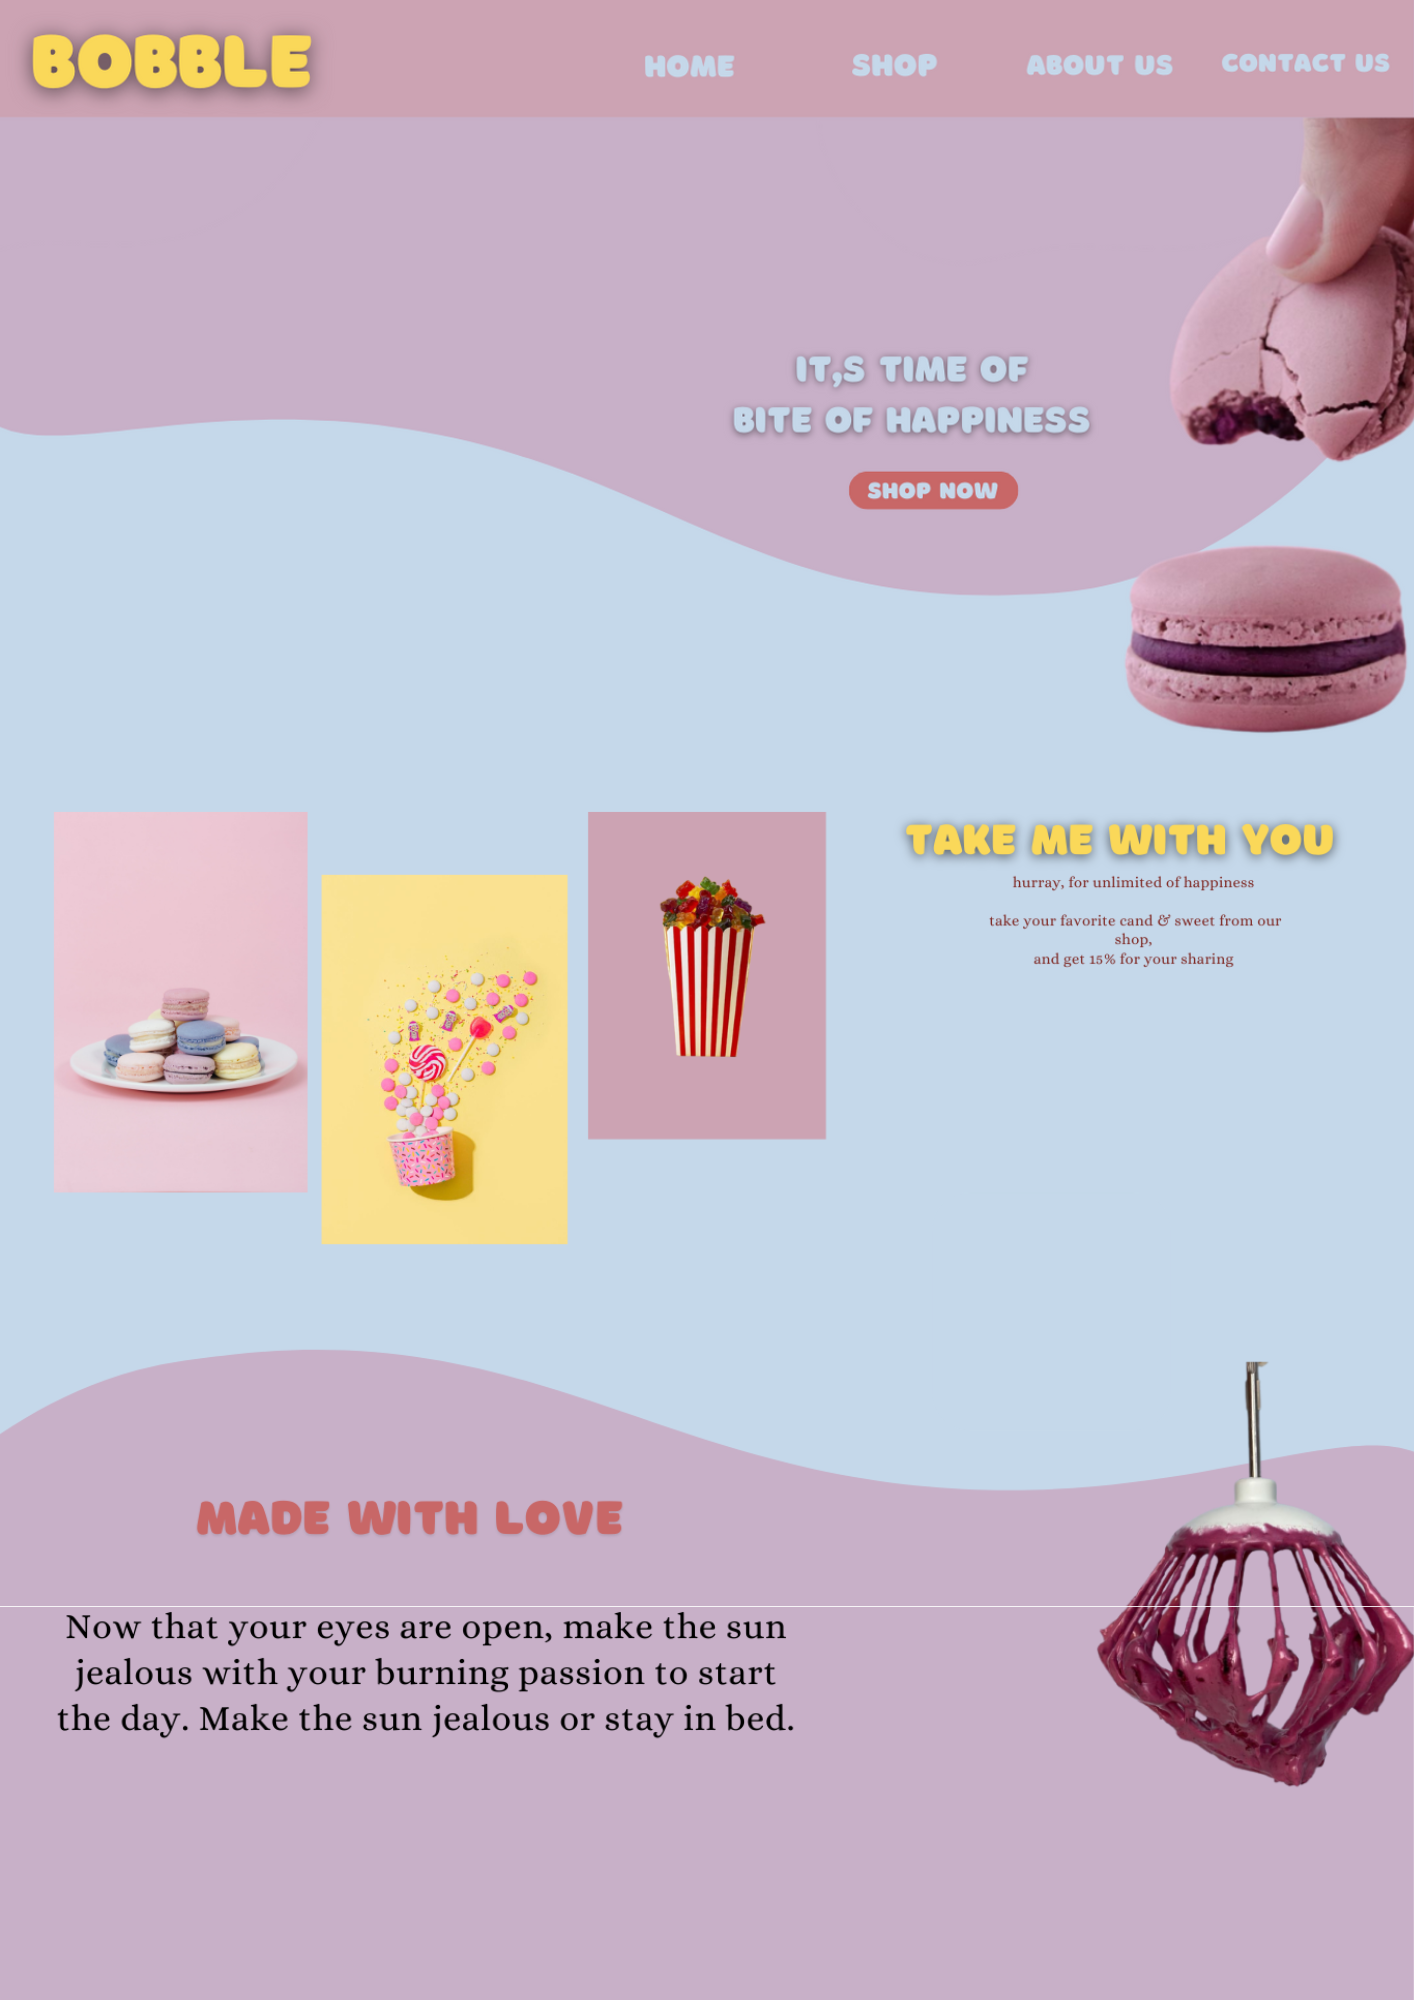 BOBBLE
HOME
SHOP
ABOUT US
CONTACT US
IT,S TIME OF
BITE OF HAPPINESS
SHOP NOW
TAKE ME WITH YOU
hurray, for unlimited of happiness
take your favorite cand & sweet from our
shop,
and get 15% for your sharing
MADE WITH LOVE
Now that your eyes are open, make the sun
jealous with your burning passion to start
the day. Make the sun jealous or stay in bed.